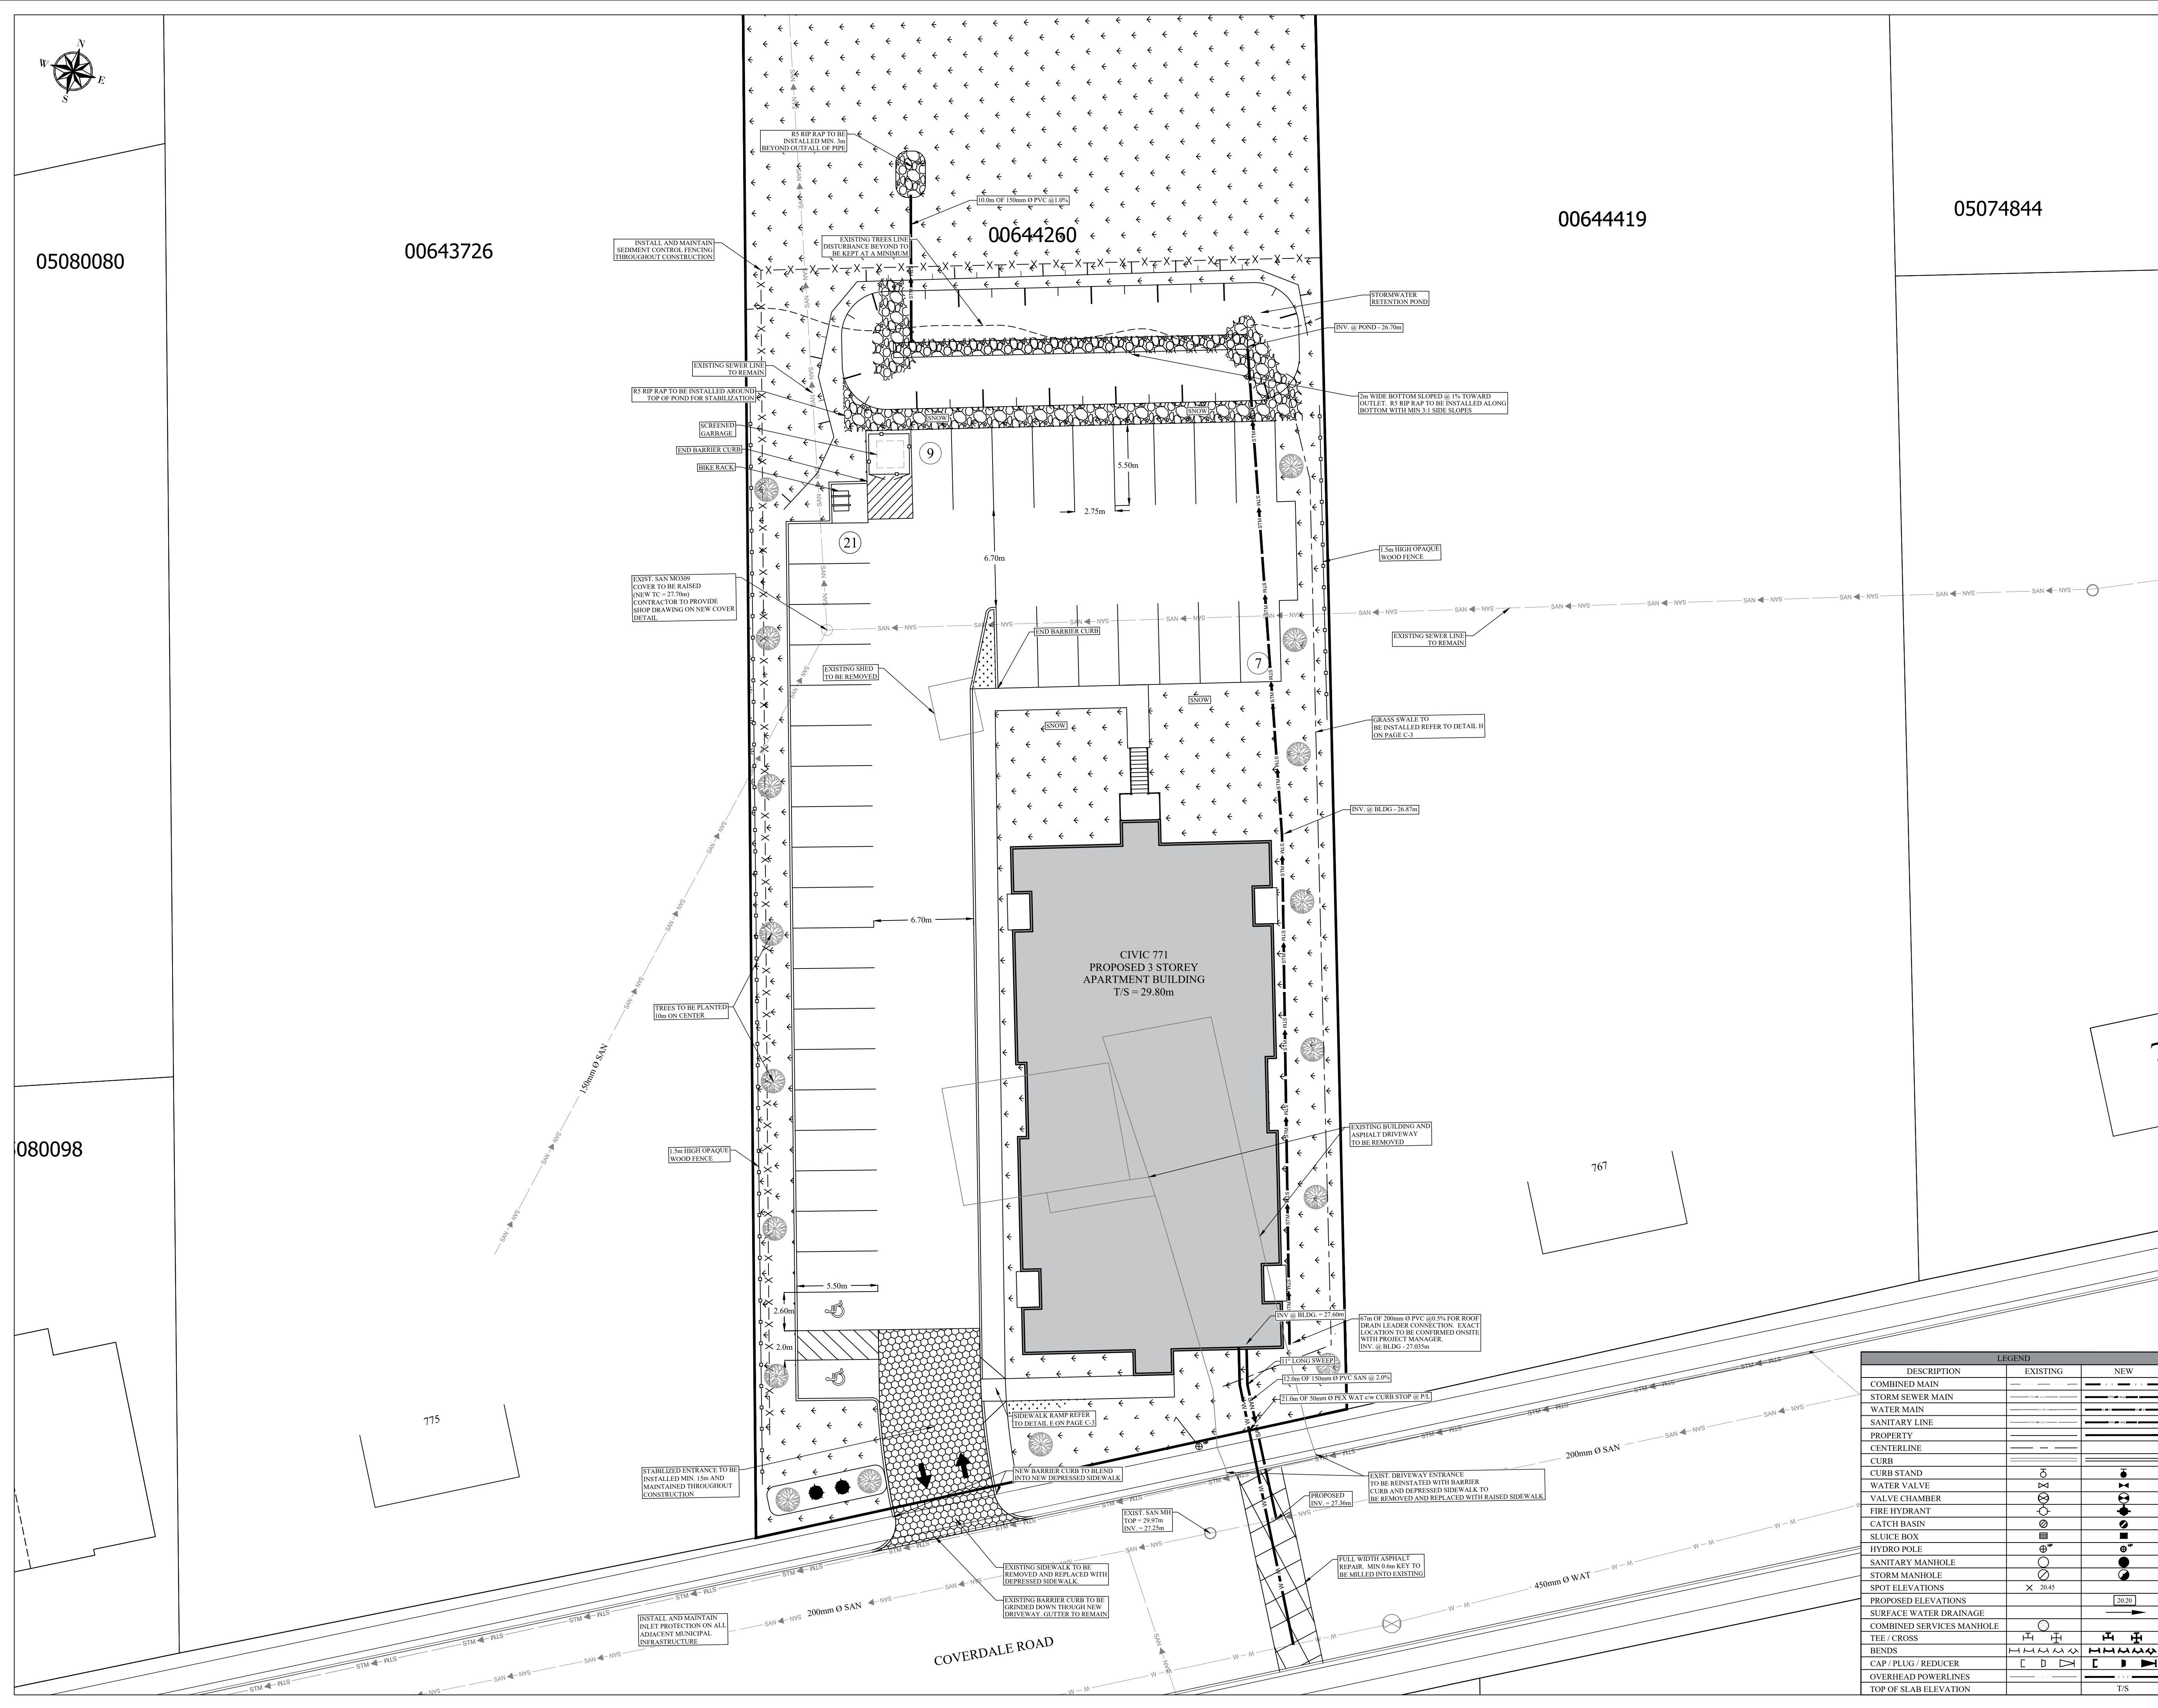 N
W
E
S
05080080
00643726
00644260
00644419
05074844
R5 RIP RAP TO BE
INSTALLED MIN. 3m
BEYOND OUTFALL OF PIPE
10.0m OF 150mm Ø PVC @1.0%
INSTALL AND MAINTAIN
SEDIMENT CONTROL FENCING
THROUGHOUT CONSTRUCTION
EXISTING TREES LINE
DISTURBANCE BEYOND TO
BE KEPT AT A MINIMUM
STORMWATER
RETENTION POND
INV. @ POND - 26.70m
EXISTING SEWER LINE
TO REMAIN
R5 RIP RAP TO BE INSTALLED AROUND
TOP OF POND FOR STABILIZATION
2m WIDE BOTTOM SLOPED @ 1% TOWARD
OUTLET. R5 RIP RAP TO BE INSTALLED ALONG
BOTTOM WITH MIN 3:1 SIDE SLOPES
SNOW
SNOW
SCREENED
GARBAGE
END BARRIER CURB
BIKE RACK
9
5.50m
2.75m
21
6.70m
1.5m HIGH OPAQUE
WOOD FENCE
EXIST. SAN MO309
COVER TO BE RAISED
(NEW TC = 27.70m)
CONTRACTOR TO PROVIDE
SHOP DRAWING ON NEW COVER
DETAIL
END BARRIER CURB
EXISTING SEWER LINE
TO REMAIN
EXISTING SHED
TO BE REMOVED
7
SNOW
SNOW
GRASS SWALE TO
BE INSTALLED REFER TO DETAIL H
ON PAGE C-3
INV. @ BLDG - 26.87m
6.70m
CIVIC 771
PROPOSED 3 STOREY
APARTMENT BUILDING
T/S = 29.80m
TREES TO BE PLANTED
10m ON CENTER
150mm Ø SAN
EXISTING BUILDING AND
ASPHALT DRIVEWAY
TO BE REMOVED
5080098
1.5m HIGH OPAQUE
WOOD FENCE
767
5.50m
2.60m
2.0m
INV @ BLDG. = 27.60m
67m OF 200mm Ø PVC @0.5% FOR ROOF
DRAIN LEADER CONNECTION. EXACT
LOCATION TO BE CONFIRMED ONSITE
WITH PROJECT MANAGER.
INV. @ BLDG - 27.035m
11° LONG SWEEP
12.0m OF 150mm Ø PVC SAN @ 2.0%
21.0m OF 50mm Ø PEX WAT c/w CURB STOP @ P/L
775
SIDEWALK RAMP REFER
TO DETAIL E ON PAGE C-3
STABILIZED ENTRANCE TO BE
INSTALLED MIN. 15m AND
MAINTAINED THROUGHOUT
CONSTRUCTION
NEW BARRIER CURB TO BLEND
INTO NEW DEPRESSED SIDEWALK
EXIST. DRIVEWAY ENTRANCE
TO BE REINSTATED WITH BARRIER
CURB AND DEPRESSED SIDEWALK TO
BE REMOVED AND REPLACED WITH RAISED SIDEWALK
PROPOSED
INV. = 27.36m
EXIST. SAN MH
TOP = 29.97m
INV. = 27.25m
200mm Ø SAN
EXISTING SIDEWALK TO BE
REMOVED AND REPLACED WITH
DEPRESSED SIDEWALK.
FULL WIDTH ASPHALT
REPAIR. MIN 0.6m KEY TO
BE MILLED INTO EXISTING
450mm Ø WAT
EXISTING BARRIER CURB TO BE
GRINDED DOWN THOUGH NEW
DRIVEWAY. GUTTER TO REMAIN
200mm Ø SAN
INSTALL AND MAINTAIN
INLET PROTECTION ON ALL
ADJACENT MUNICIPAL
INFRASTRUCTURE
COVERDALE ROAD
LEGEND
DESCRIPTION EXISTING NEW
COMBINED MAIN
STORM SEWER MAIN
WATER MAIN
SANITARY LINE
PROPERTY
CENTERLINE
CURB
CURB STAND
WATER VALVE
VALVE CHAMBER
FIRE HYDRANT
CATCH BASIN
SLUICE BOX
HYDRO POLE
SANITARY MANHOLE
STORM MANHOLE
SPOT ELEVATIONS 20.45
PROPOSED ELEVATIONS 20.20
SURFACE WATER DRAINAGE
COMBINED SERVICES MANHOLE
TEE / CROSS
BENDS
CAP / PLUG / REDUCER
OVERHEAD POWERLINES
TOP OF SLAB ELEVATION T/S